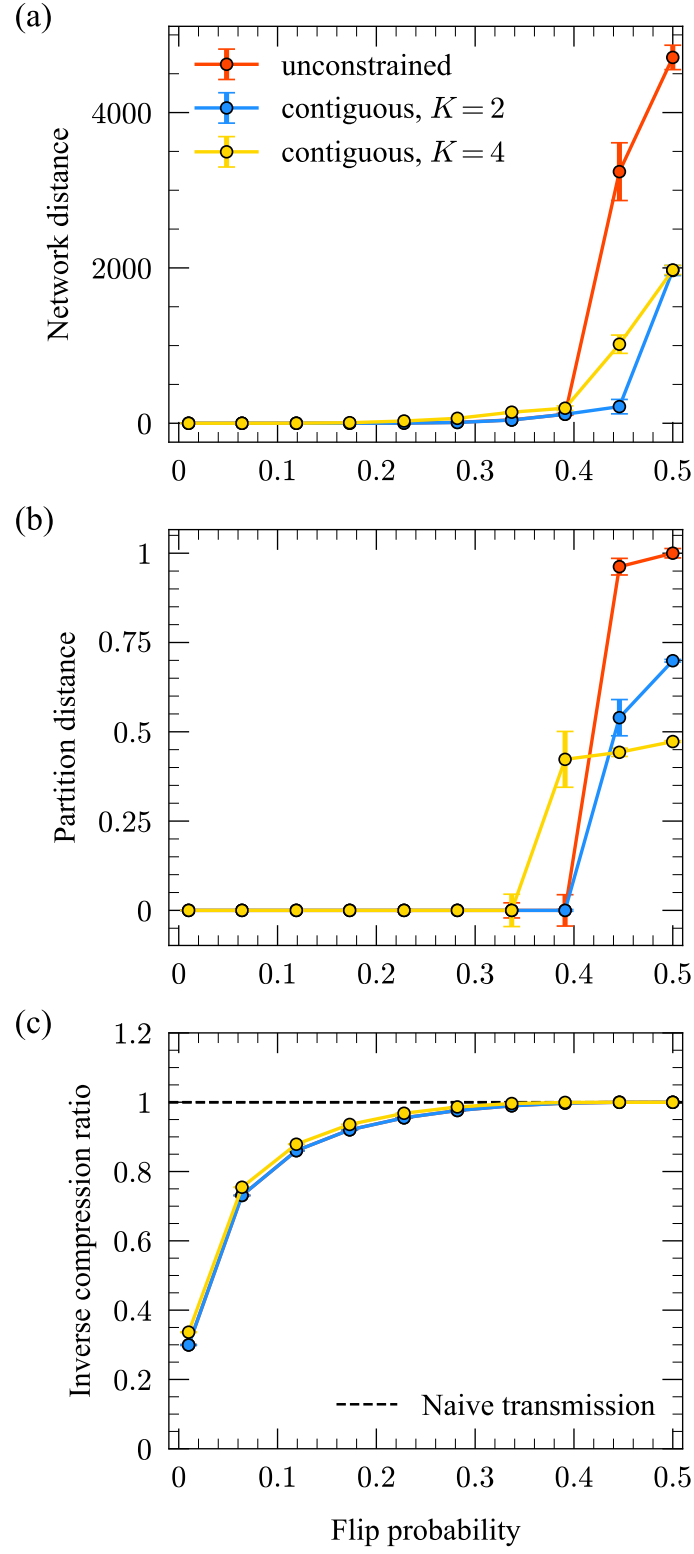 (a)
unconstrained
contiguous, K = 2
contiguous, K = 4
4000
2000
0
Network distance
0 0.1 0.2 0.3 0.4 0.5
(b)
1
0.75
0.5
0.25
0
Partition distance
0 0.1 0.2 0.3 0.4 0.5
(c)
1.2
1
0.8
0.6
0.4
0.2
0
Inverse compression ratio
Naive transmission
0 0.1 0.2 0.3 0.4 0.5
Flip probability